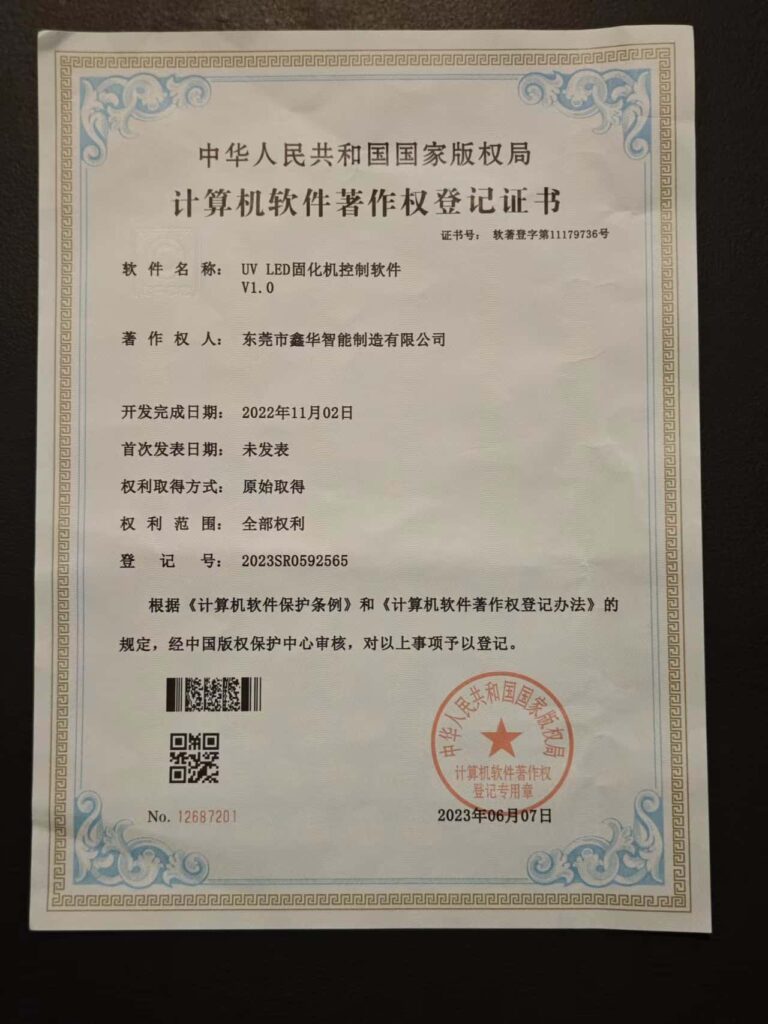 中华人民共和国国家版权局
计算机软件著作权登记证书
证书号： 软著登字第11179736号
软件名称： UV LED固化机控制软件
V1.0
著作权人： 东莞市鑫华智能制造有限公司
开发完成日期： 2022年11月02日
首次发表日期： 未发表
权利取得方式： 原始取得
权利范围： 全部权利
登记号： 2023SR0592565
根据《计算机软件保护条例》和《计算机软件著作权登记办法》的
规定，经中国版权保护中心审核，对以上事项予以登记。
中华人民共和国国家版权局
计算机软件著作权
登记专用章
No. 12687201
2023年06月07日